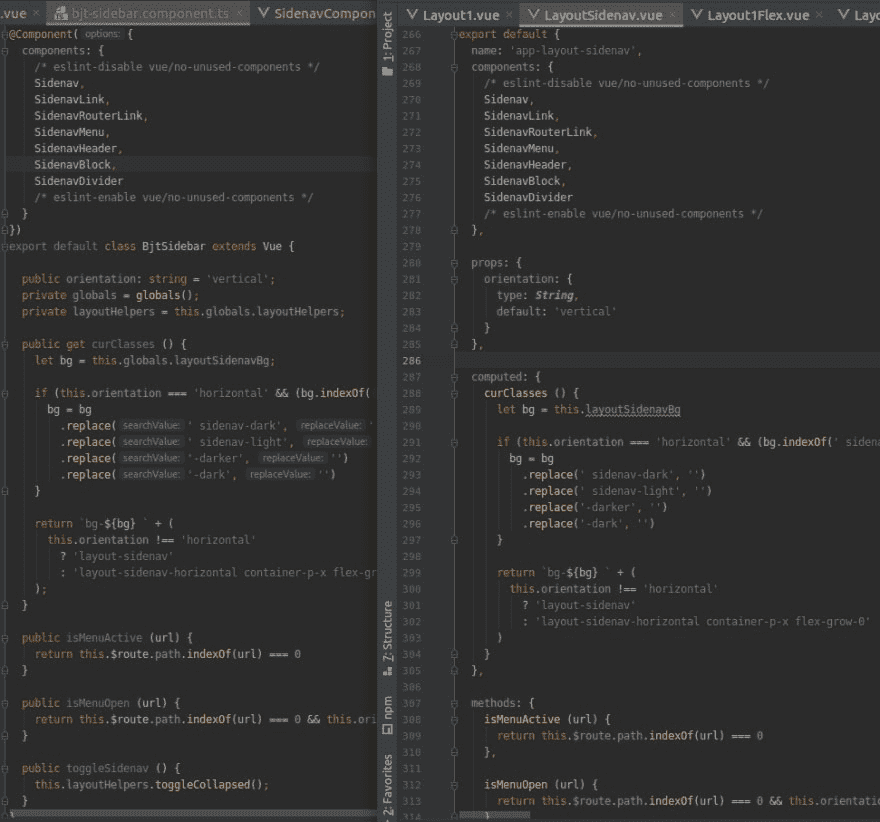 .vue ×
bjt-sidebar.component.ts ×
SidenavCompon
@Component( options: {
components: {
/* eslint-disable vue/no-unused-components */
Sidenav,
SidenavLink,
SidenavRouterLink,
SidenavMenu,
SidenavHeader,
SidenavBlock,
SidenavDivider
/* eslint-enable vue/no-unused-components */
}
})
export default class BjtSidebar extends Vue {
public orientation: string = 'vertical';
private globals = globals();
private layoutHelpers = this.globals.layoutHelpers;
public get curClasses () {
let bg = this.globals.layoutSidenavBg;
if (this.orientation === 'horizontal' && (bg.indexOf(
bg = bg
.replace( searchValue: ' sidenav-dark', replaceValue: '
.replace( searchValue: ' sidenav-light', replaceValue:
.replace( searchValue: '-darker', replaceValue: '')
.replace( searchValue: '-dark', replaceValue: '')
}
return `bg-${bg} ` + (
this.orientation !== 'horizontal'
? 'layout-sidenav'
: 'layout-sidenav-horizontal container-p-x flex-gr
);
}
public isMenuActive (url) {
return this.$route.path.indexOf(url) === 0
}
public isMenuOpen (url) {
return this.$route.path.indexOf(url) === 0 && this.ori
}
public toggleSidenav () {
this.layoutHelpers.toggleCollapsed();
}
1: Project
7: Structure
npm
2: Favorites
Layout1.vue ×
LayoutSidenav.vue ×
Layout1Flex.vue ×
Layo
266 export default {
267 name: 'app-layout-sidenav',
268 components: {
269 /* eslint-disable vue/no-unused-components */
270 Sidenav,
271 SidenavLink,
272 SidenavRouterLink,
273 SidenavMenu,
274 SidenavHeader,
275 SidenavBlock,
276 SidenavDivider
277 /* eslint-enable vue/no-unused-components */
278 },
279
280 props: {
281 orientation: {
282 type: String,
283 default: 'vertical'
284 }
285 },
286
287 computed: {
288 curClasses () {
289 let bg = this.layoutSidenavBg
290
291 if (this.orientation === 'horizontal' && (bg.indexOf(' sidena
292 bg = bg
293 .replace(' sidenav-dark', '')
294 .replace(' sidenav-light', '')
295 .replace('-darker', '')
296 .replace('-dark', '')
297 }
298
299 return `bg-${bg} ` + (
300 this.orientation !== 'horizontal'
301 ? 'layout-sidenav'
302 : 'layout-sidenav-horizontal container-p-x flex-grow-0'
303 )
304 }
305 },
306
307 methods: {
308 isMenuActive (url) {
309 return this.$route.path.indexOf(url) === 0
310 },
311
312 isMenuOpen (url) {
313 return this.$route.path.indexOf(url) === 0 && this.orientatio
314 }